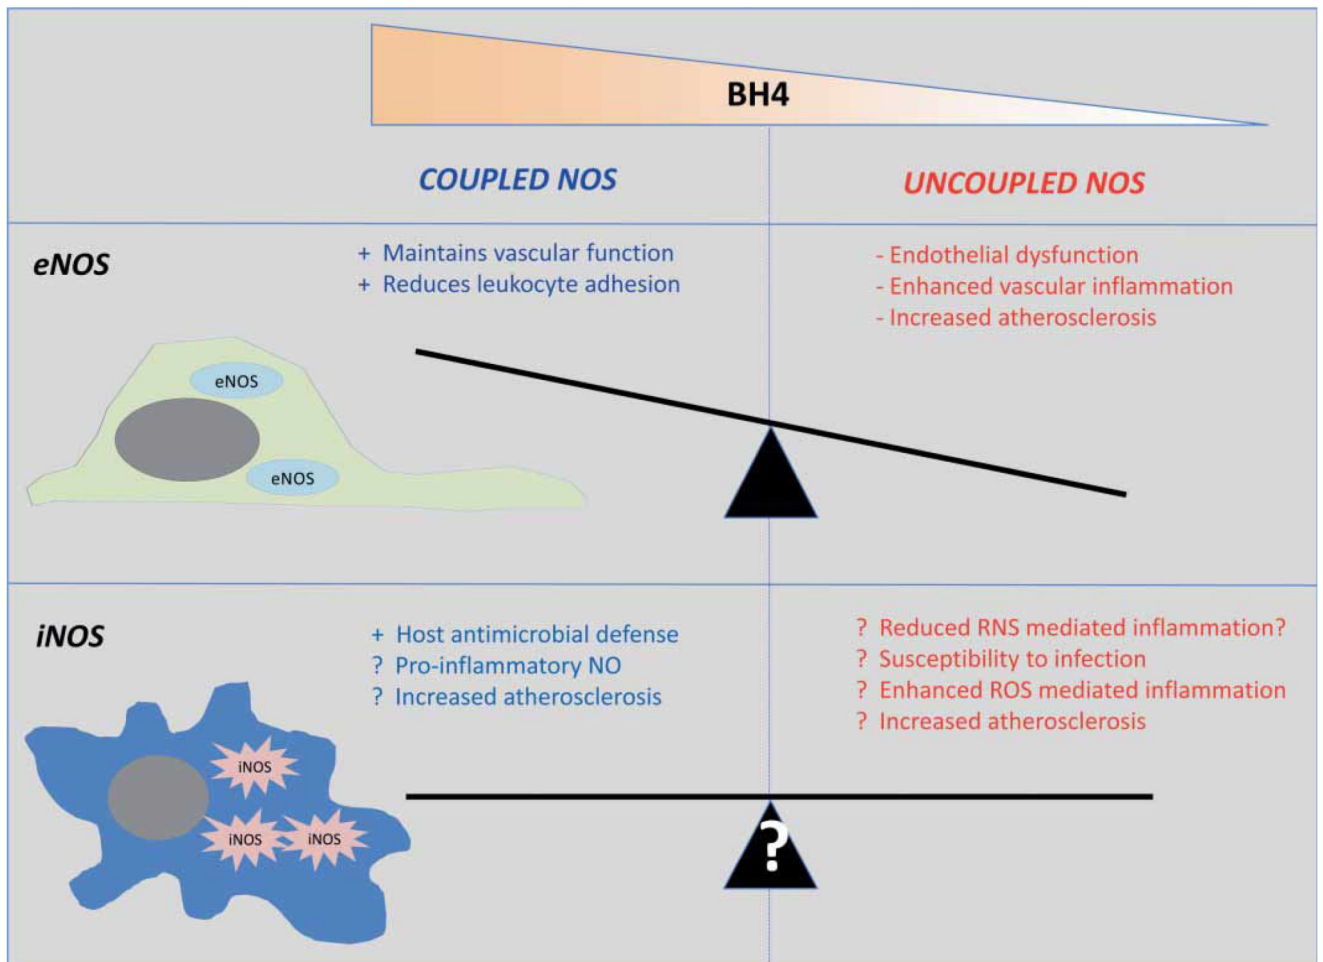 BH4
COUPLED NOS
UNCOUPLED NOS
eNOS
+ Maintains vascular function
+ Reduces leukocyte adhesion
- Endothelial dysfunction
- Enhanced vascular inflammation
- Increased atherosclerosis
eNOS
eNOS
iNOS
+ Host antimicrobial defense
? Pro-inflammatory NO
? Increased atherosclerosis
? Reduced RNS mediated inflammation?
? Susceptibility to infection
? Enhanced ROS mediated inflammation
? Increased atherosclerosis
iNOS
iNOS
iNOS
?